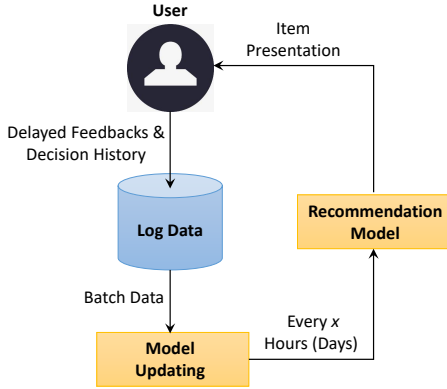 User
Item
Presentation
Delayed Feedbacks &
Decision History
Log Data
Recommendation
Model
Batch Data
Every x
Hours (Days)
Model
Updating